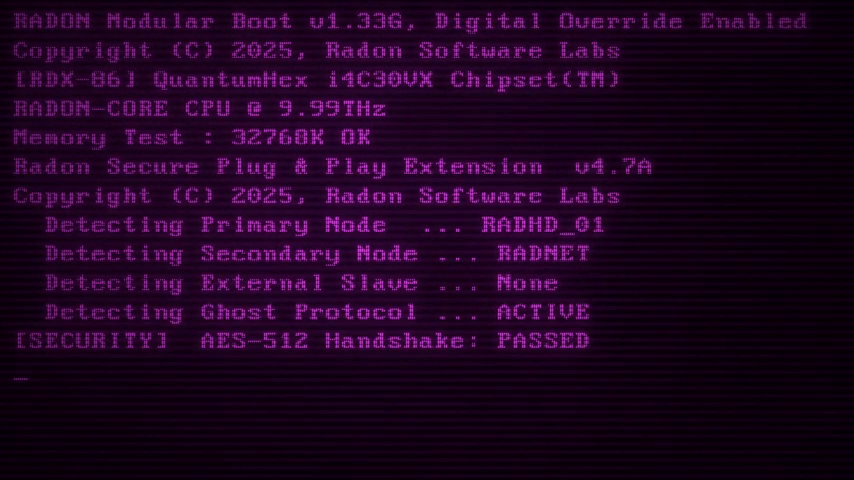 RADON Modular Boot v1.33G, Digital Override Enabled
Copyright (C) 2025, Radon Software Labs
[RDX-86] QuantumHex i4C30VX Chipset(TM)
RADON-CORE CPU @ 9.99THz
Memory Test : 32760K OK
Radon Secure Plug & Play Extension  v4.7A
Copyright (C) 2025, Radon Software Labs
  Detecting Primary Node   ... RADHD_01
  Detecting Secondary Node ... RADNET
  Detecting External Slave ... None
  Detecting Ghost Protocol ... ACTIVE
[SECURITY]  AES-512 Handshake: PASSED
_